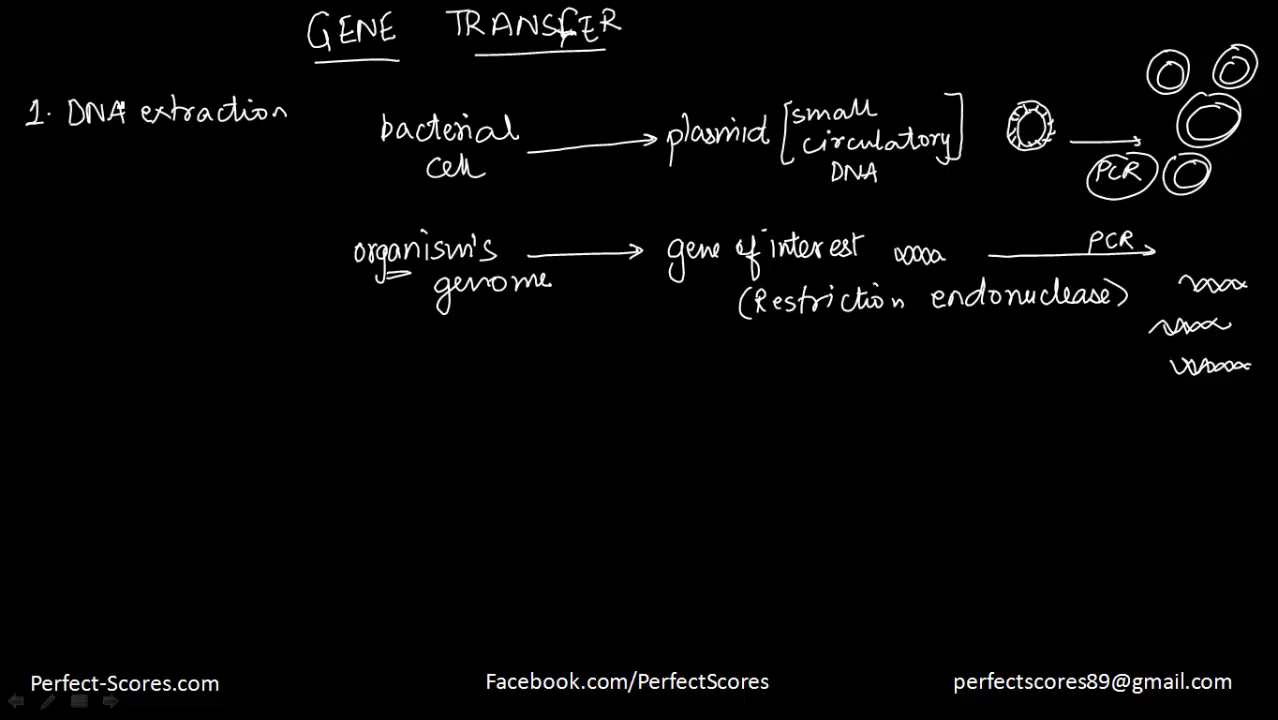 GENE TRANSFER
1. DNA extraction
bacterial cell
plasmid [small circulatory DNA]
PCR
organism's genome
gene of interest
PCR
(Restriction endonuclease)
Perfect-Scores.com
Facebook.com/PerfectScores
perfectscores89@gmail.com